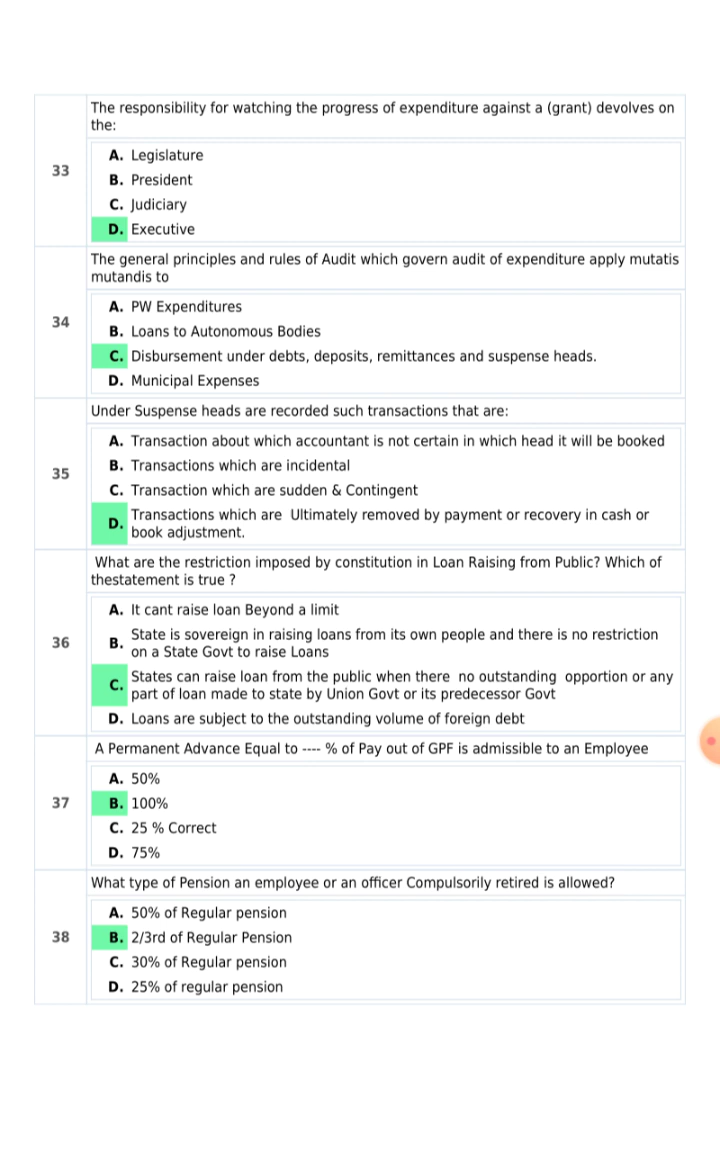 The responsibility for watching the progress of expenditure against a (grant) devolves on
the:
33
A. Legislature
B. President
C. Judiciary
D. Executive
The general principles and rules of Audit which govern audit of expenditure apply mutatis
mutandis to
34
A. PW Expenditures
B. Loans to Autonomous Bodies
C. Disbursement under debts, deposits, remittances and suspense heads.
D. Municipal Expenses
Under Suspense heads are recorded such transactions that are:
35
A. Transaction about which accountant is not certain in which head it will be booked
B. Transactions which are incidental
C. Transaction which are sudden & Contingent
D. Transactions which are Ultimately removed by payment or recovery in cash or
book adjustment.
What are the restriction imposed by constitution in Loan Raising from Public? Which of
thestatement is true ?
36
A. It cant raise loan Beyond a limit
B. State is sovereign in raising loans from its own people and there is no restriction
on a State Govt to raise Loans
C. States can raise loan from the public when there no outstanding opportion or any
part of loan made to state by Union Govt or its predecessor Govt
D. Loans are subject to the outstanding volume of foreign debt
A Permanent Advance Equal to ---- % of Pay out of GPF is admissible to an Employee
37
A. 50%
B. 100%
C. 25 % Correct
D. 75%
What type of Pension an employee or an officer Compulsorily retired is allowed?
38
A. 50% of Regular pension
B. 2/3rd of Regular Pension
C. 30% of Regular pension
D. 25% of regular pension